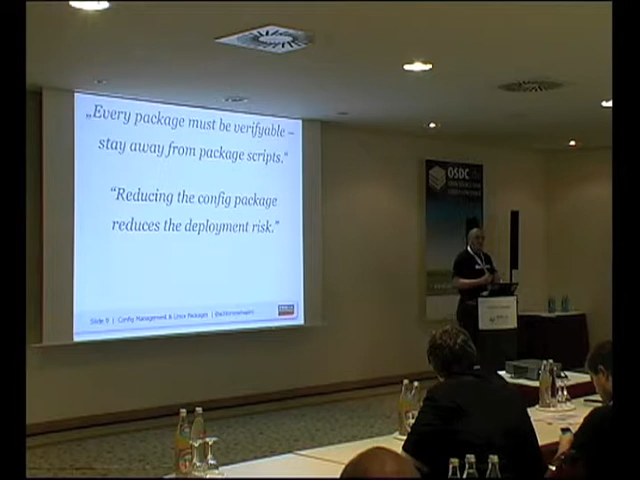 „Every package must be verifyable –
stay away from package scripts.“
“Reducing the config package
reduces the deployment risk.”
Slide 9 | Config Management & Linux Packages |
OSDC